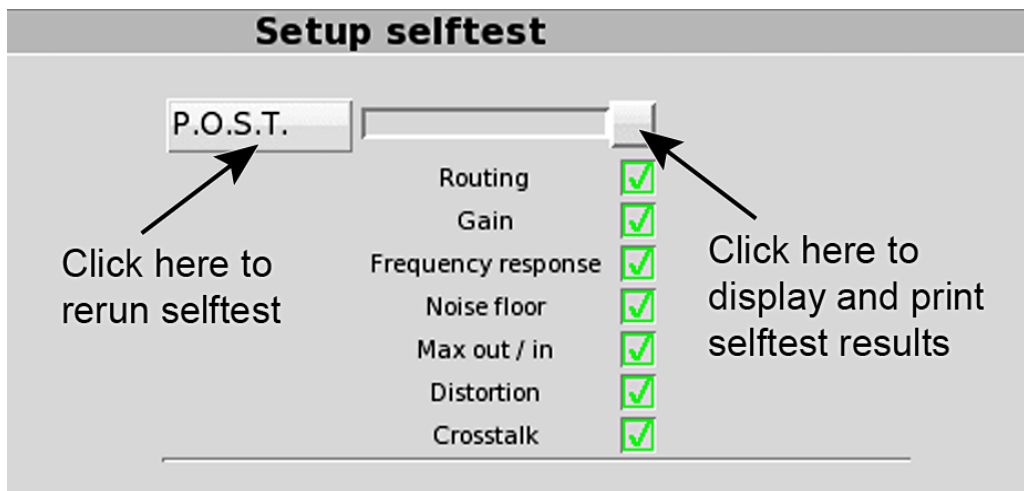 Setup selftest
P.O.S.T.
Routing
Gain
Frequency response
Noise floor
Max out / in
Distortion
Crosstalk
Click here to
rerun selftest
Click here to
display and print
selftest results